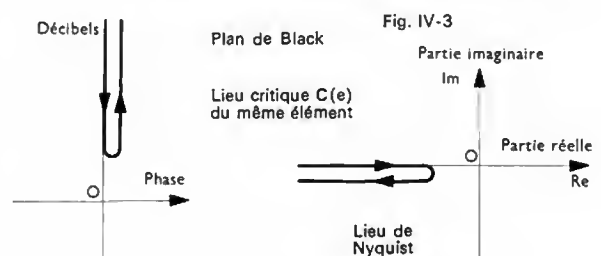 Fig. IV-3
Décibels
Plan de Black
Partie imaginaire
Im
Lieu critique C(e)
du même élément
O
Partie réelle
Re
O
Phase
Lieu de
Nyquist